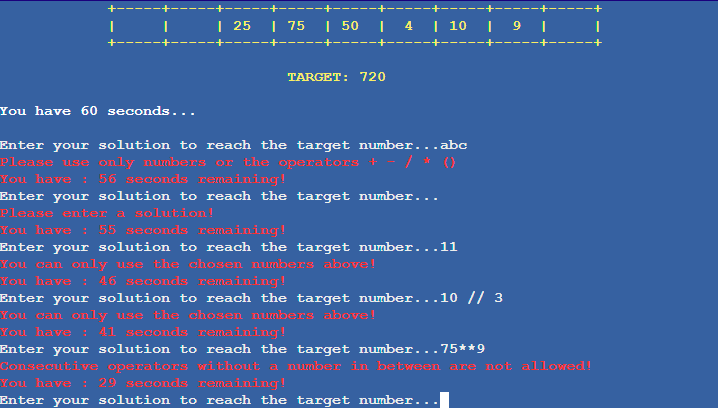 +-----+-----+-----+-----+-----+-----+-----+-----+-----+
|     |     | 25  | 75  | 50  |  4  | 10  |  9  |     |
+-----+-----+-----+-----+-----+-----+-----+-----+-----+
TARGET: 720
You have 60 seconds...
Enter your solution to reach the target number...abc
Please use only numbers or the operators + - / * ()
You have : 56 seconds remaining!
Enter your solution to reach the target number...
Please enter a solution!
You have : 55 seconds remaining!
Enter your solution to reach the target number...11
You can only use the chosen numbers above!
You have : 46 seconds remaining!
Enter your solution to reach the target number...10 // 3
You can only use the chosen numbers above!
You have : 41 seconds remaining!
Enter your solution to reach the target number...75**9
Consecutive operators without a number in between are not allowed!
You have : 29 seconds remaining!
Enter your solution to reach the target number...